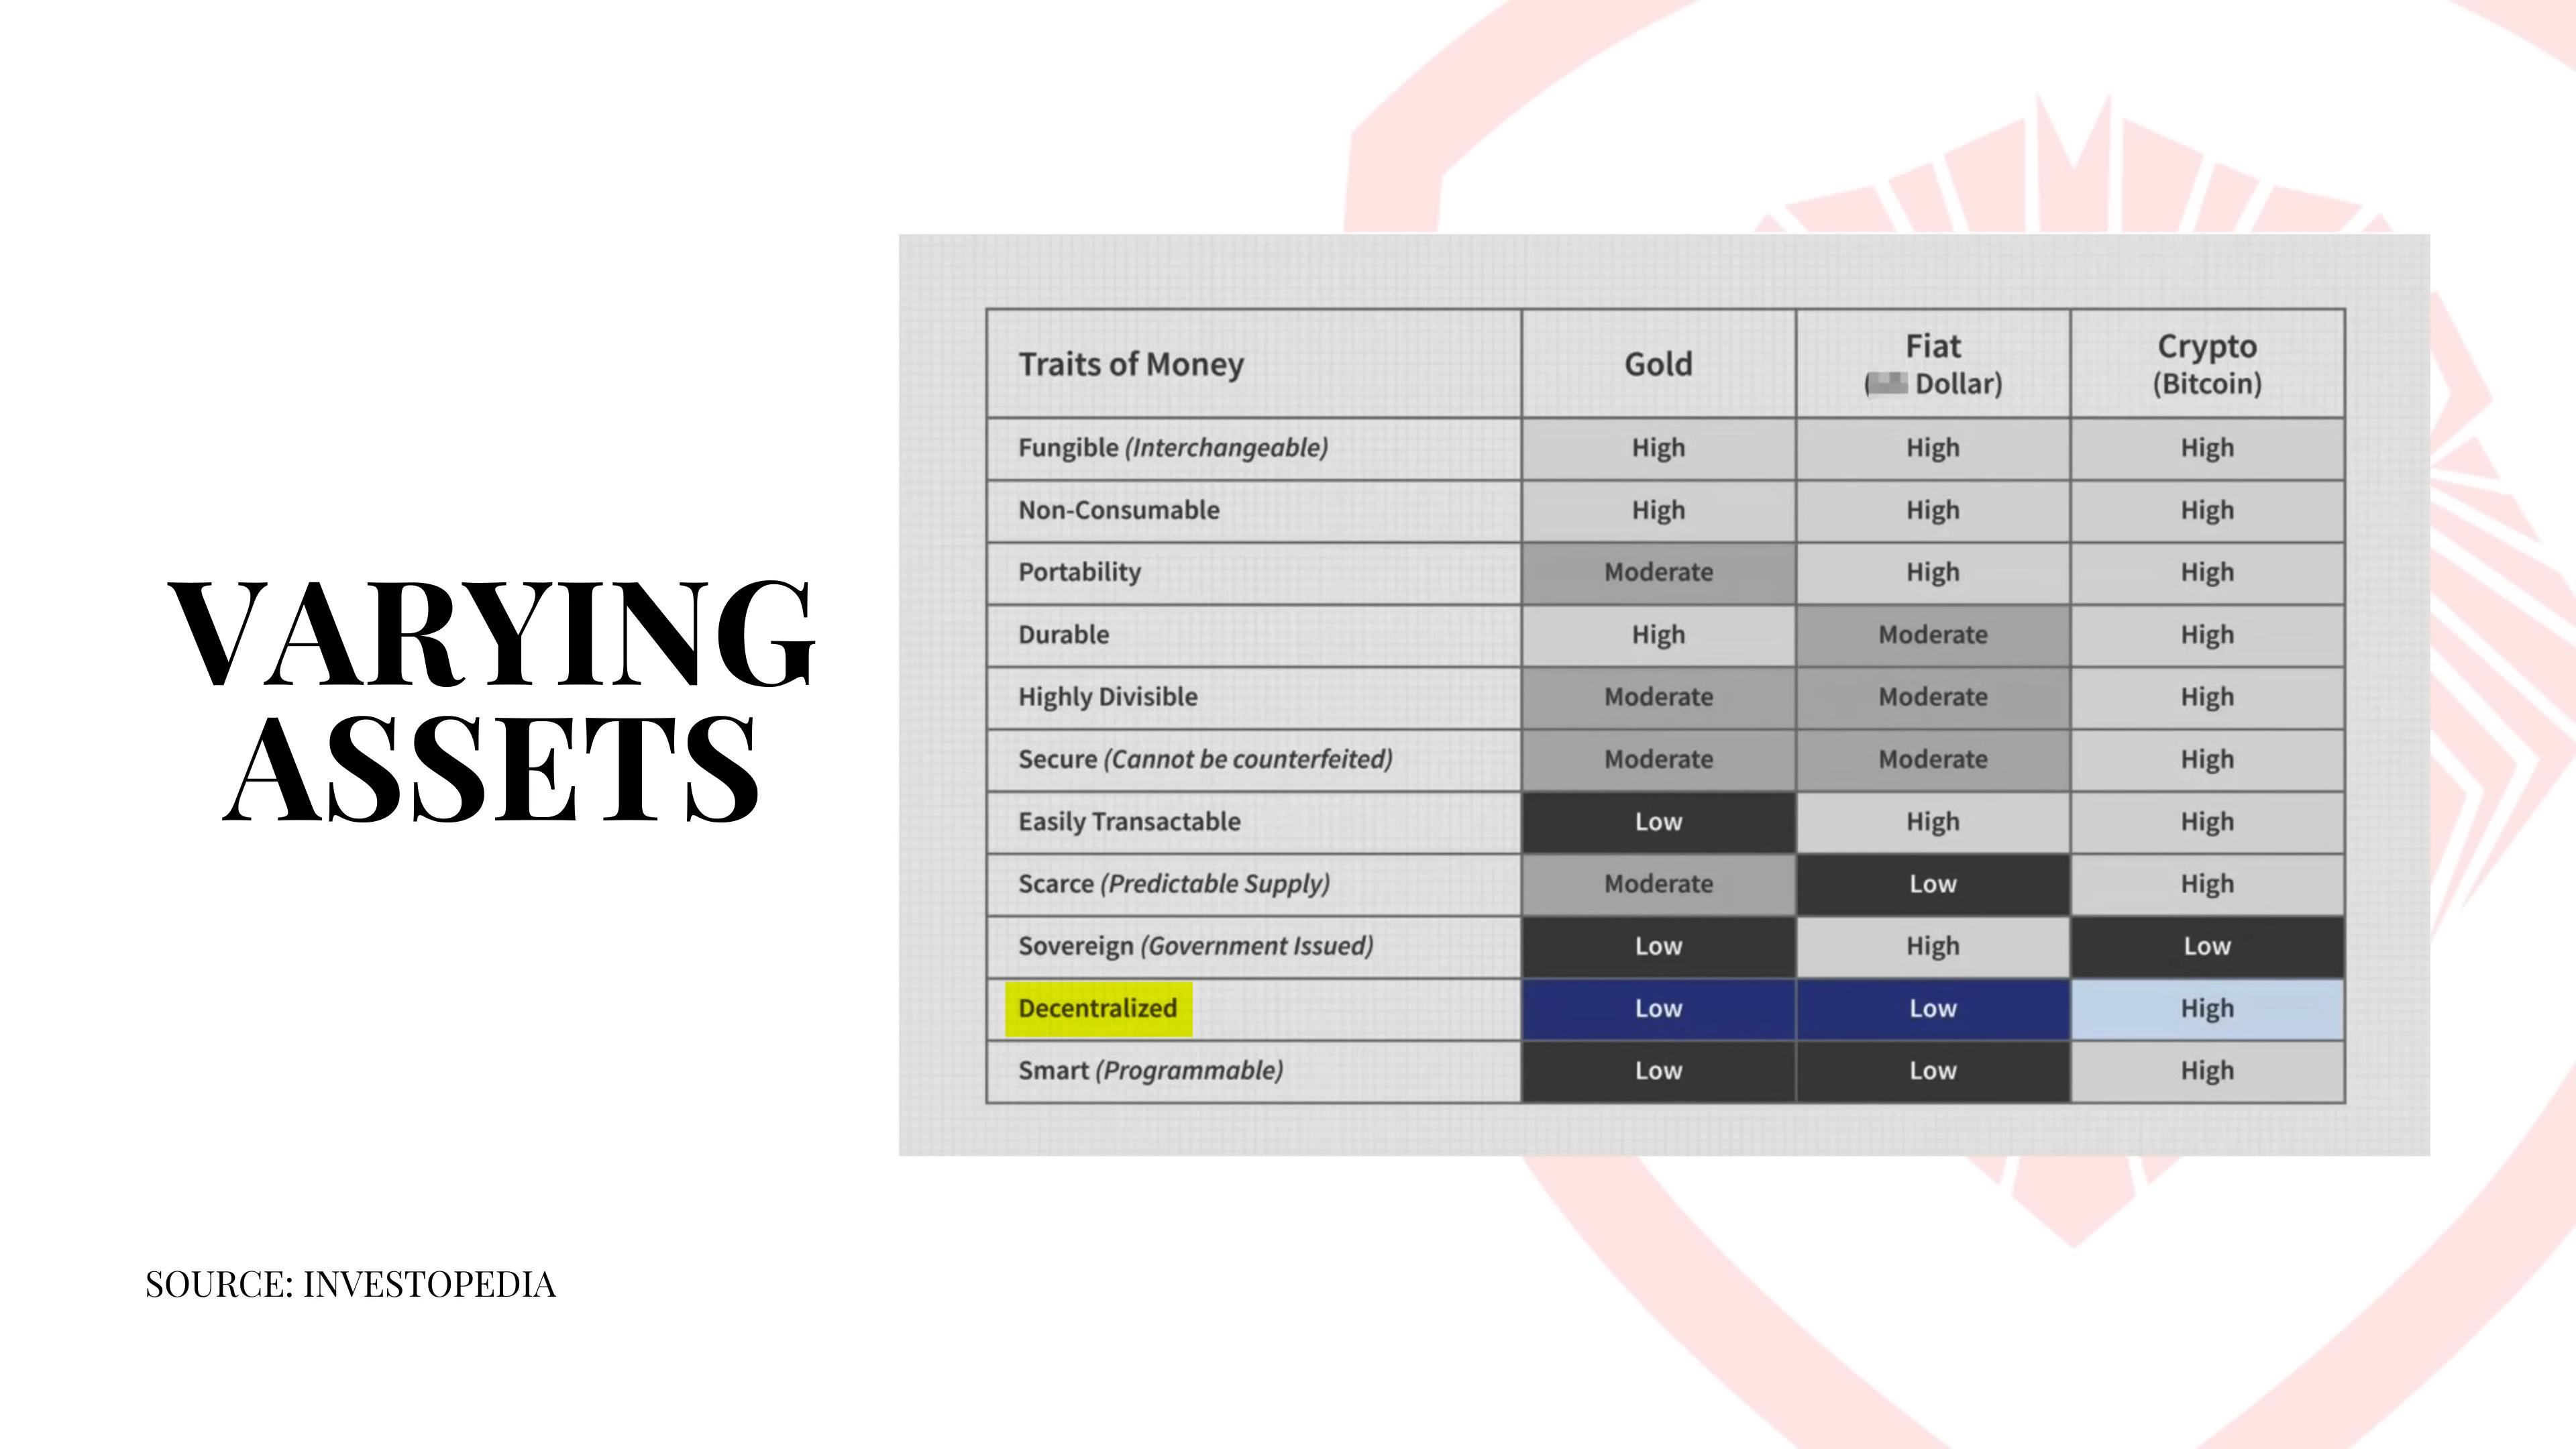 VARYING
ASSETS
Traits of Money Gold Fiat Crypto
( Dollar) (Bitcoin)
Fungible (Interchangeable) High High High
Non-Consumable High High High
Portability Moderate High High
Durable High Moderate High
Highly Divisible Moderate Moderate High
Secure (Cannot be counterfeited) Moderate Moderate High
Easily Transactable Low High High
Scarce (Predictable Supply) Moderate Low High
Sovereign (Government Issued) Low High Low
Decentralized Low Low High
Smart (Programmable) Low Low High
SOURCE: INVESTOPEDIA